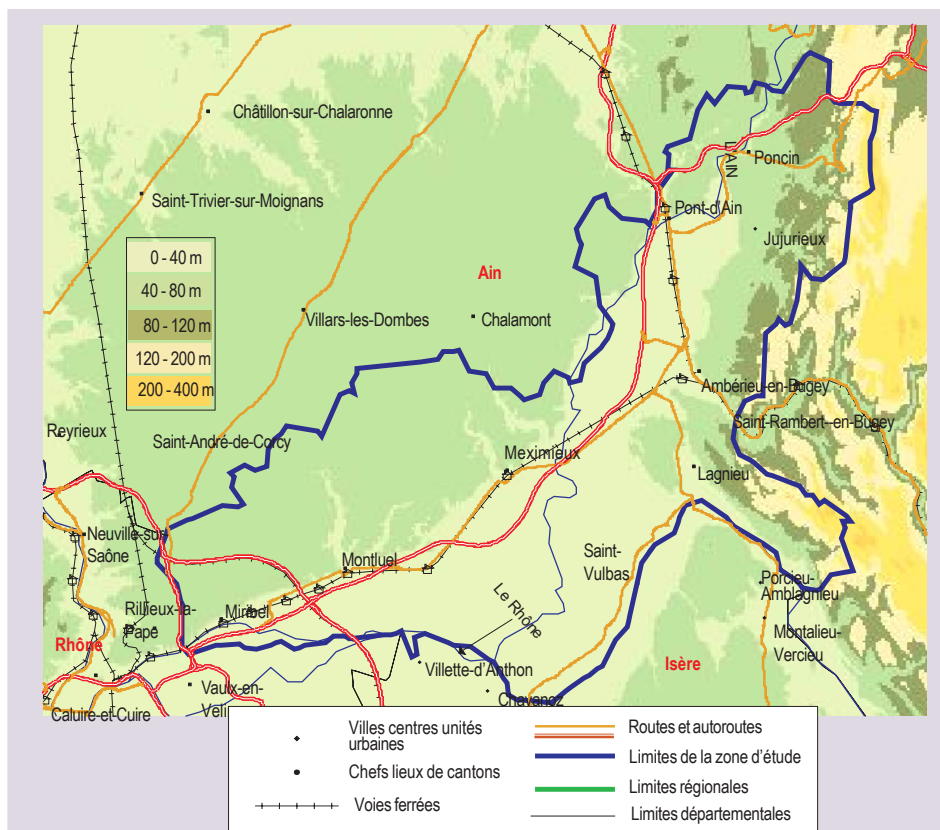 Châtillon-sur-Chalaronne
L'AIN
Poncin
Saint-Trivier-sur-Moignans
Pont-d'Ain
Jujurieux
0 - 40 m
40 - 80 m
80 - 120 m
120 - 200 m
200 - 400 m
Ain
Villars-les-Dombes
Chalamont
Ambérieu-en-Bugey
Saint-Rambert--en-Bugey
Reyrieux
Saint-André-de-Corcy
Meximieux
Lagnieu
Neuville-sur
Saône
Montluel
Saint-
Vulbas
Porcieu-
Amblagnieu
Rillieux-la-
Pape
Miribel
Le Rhône
Rhône
Montalieu-
Vercieu
Villette-d'Anthon
Isère
Vaulx-en-
Velin
Chavanoz
Caluire-et-Cuire
Villes centres unités
urbaines
Chefs lieux de cantons
Voies ferrées
Routes et autoroutes
Limites de la zone d'étude
Limites régionales
Limites départementales